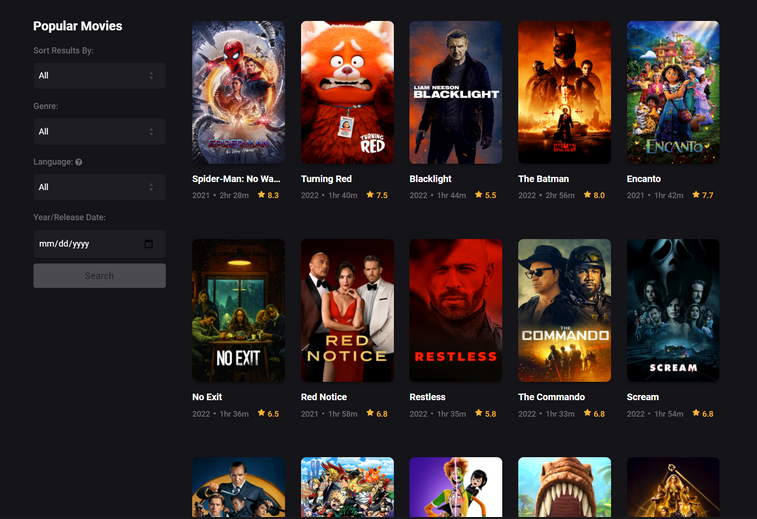 Popular Movies
Sort Results By:
All
Genre:
All
Language:
All
Year/Release Date:
mm/dd/yyyy
Search
SPIDER-MAN
TURNING
RED
LIAM NEESON
BLACKLIGHT
THE
BATMAN
ENCANTO
Spider-Man: No Wa...
2021 • 2hr 28m 8.3
Turning Red
2022 • 1hr 40m 7.5
Blacklight
2022 • 1hr 44m 5.5
The Batman
2022 • 2hr 56m 8.0
Encanto
2021 • 1hr 42m 7.7
NO EXIT
RED
NOTICE
RESTLESS
THE
COMMANDO
SCREAM
No Exit
2022 • 1hr 36m 6.5
Red Notice
2021 • 1hr 58m 6.8
Restless
2022 • 1hr 35m 5.8
The Commando
2022 • 1hr 33m 6.8
Scream
2022 • 1hr 54m 6.8